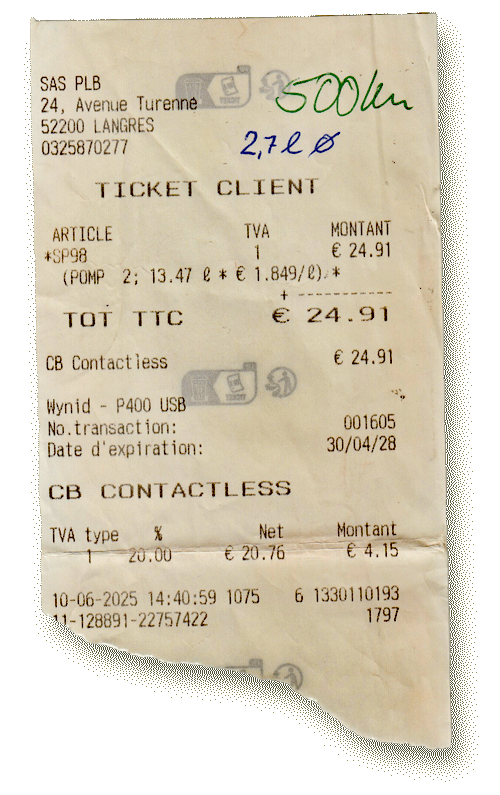 SAS PLB
24, Avenue Turenne
52200 LANGRES
0325870277
500km
2,7 l ø
TICKET CLIENT
ARTICLE TVA MONTANT
*SP98 1 € 24.91
(POMP 2; 13.47 ℓ * € 1.849/ℓ) *
+ -----------
TOT TTC € 24.91
CB Contactless € 24.91
Wynid - P400 USB
No.transaction: 001605
Date d'expiration: 30/04/28
CB CONTACTLESS
TVA type % Net Montant
1 20.00 € 20.76 € 4.15
10-06-2025 14:40:59 1075 6 1330110193
11-128891-22757422 1797